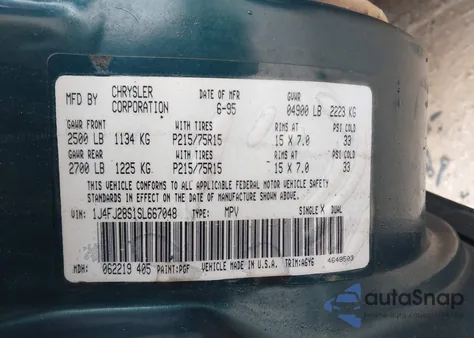 MFD BY CHRYSLER CORPORATION DATE OF MFR 6-95 GVWR 04900 LB 2223 KG
GAWR FRONT WITH TIRES RIMS AT PSI COLD
2500 LB 1134 KG P215/75R15 15 X 7.0 33
GAWR REAR WITH TIRES RIMS AT PSI COLD
2700 LB 1225 KG P215/75R15 15 X 7.0 33
THIS VEHICLE CONFORMS TO ALL APPLICABLE FEDERAL MOTOR VEHICLE SAFETY
STANDARDS IN EFFECT ON THE DATE OF MANUFACTURE SHOWN ABOVE.
VIN: 1J4FJ28S1SL667048 TYPE: MPV SINGLE X DUAL
MDH: 062219 405 PAINT: PGF VEHICLE MADE IN U.S.A. TRIM: A6Y6 4648503
autoSnap